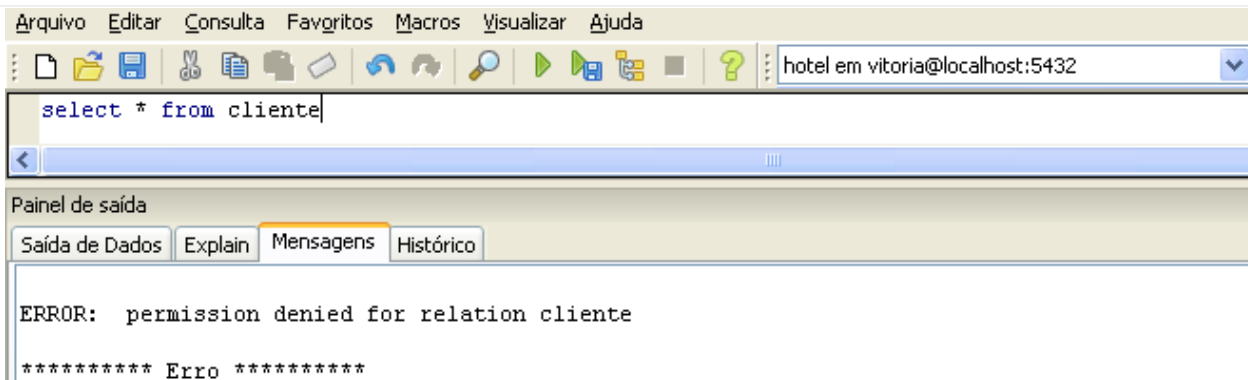 Arquivo Editar Consulta Favoritos Macros Visualizar Ajuda
hotel em vitoria@localhost:5432
select * from cliente
Painel de saída
Saída de Dados Explain Mensagens Histórico
ERROR:  permission denied for relation cliente
********** Erro **********